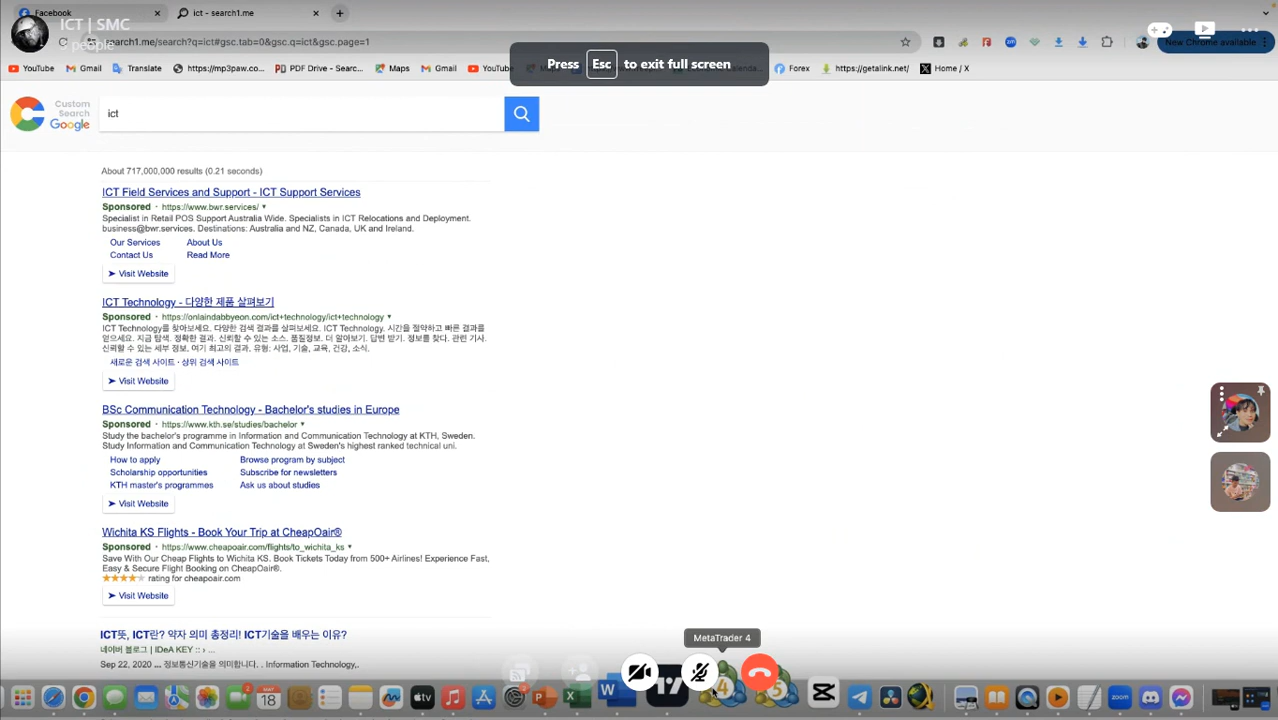 Facebook
ict - search1.me
ICT | SMC
2 people
search1.me/search?q=ict#gsc.tab=0&gsc.q=ict&gsc.page=1
New Chrome available
YouTube
Gmail
Translate
https://mp3paw.co...
PDF Drive - Searc...
Maps
Gmail
YouTube
Forex
https://getalink.net/
Home / X
Press Esc to exit full screen
Custom
Search
Google
ict
About 717,000,000 results (0.21 seconds)
ICT Field Services and Support - ICT Support Services
Sponsored · https://www.bwr.services/
Specialist in Retail POS Support Australia Wide. Specialists in ICT Relocations and Deployment.
business@bwr.services. Destinations: Australia and NZ, Canada, UK and Ireland.
Our Services About Us
Contact Us Read More
Visit Website
ICT Technology - 다양한 제품 살펴보기
Sponsored · https://onlaindabbyeon.com/ict+technology/ict+technology
ICT Technology를 찾아보세요. 다양한 검색 결과를 살펴보세요. ICT Technology. 시간을 절약하고 빠른 결과를
얻으세요. 지금 탐색. 정확한 결과. 신뢰할 수 있는 소스. 품질정보. 더 알아보기. 답변 받기. 정보를 찾다. 관련 기사.
신뢰할 수 있는 세부 정보, 여기 최고의 결과, 유형: 사업, 기술, 교육, 건강, 소식.
새로운 검색 사이트 · 상위 검색 사이트
Visit Website
BSc Communication Technology - Bachelor's studies in Europe
Sponsored · https://www.kth.se/studies/bachelor
Study the bachelor's programme in Information and Communication Technology at KTH, Sweden.
Study Information and Communication Technology at Sweden's highest ranked technical uni.
How to apply Browse program by subject
Scholarship opportunities Subscribe for newsletters
KTH master's programmes Ask us about studies
Visit Website
Wichita KS Flights - Book Your Trip at CheapOair®
Sponsored · https://www.cheapoair.com/flights/to_wichita_ks
Save With Our Cheap Flights to Wichita KS. Book Tickets Today from 500+ Airlines! Experience Fast,
Easy & Secure Flight Booking on CheapOair®.
rating for cheapoair.com
Visit Website
ICT뜻, ICT란? 약자 의미 총정리! ICT기술을 배우는 이유?
네이버 블로그 | IDeA KEY :: › ...
Sep 22, 2020 ... 정보통신기술을 의미합니다. . Information Technology,.
MetaTrader 4
MAY
18
2
tv
W
17
4
5
zoom